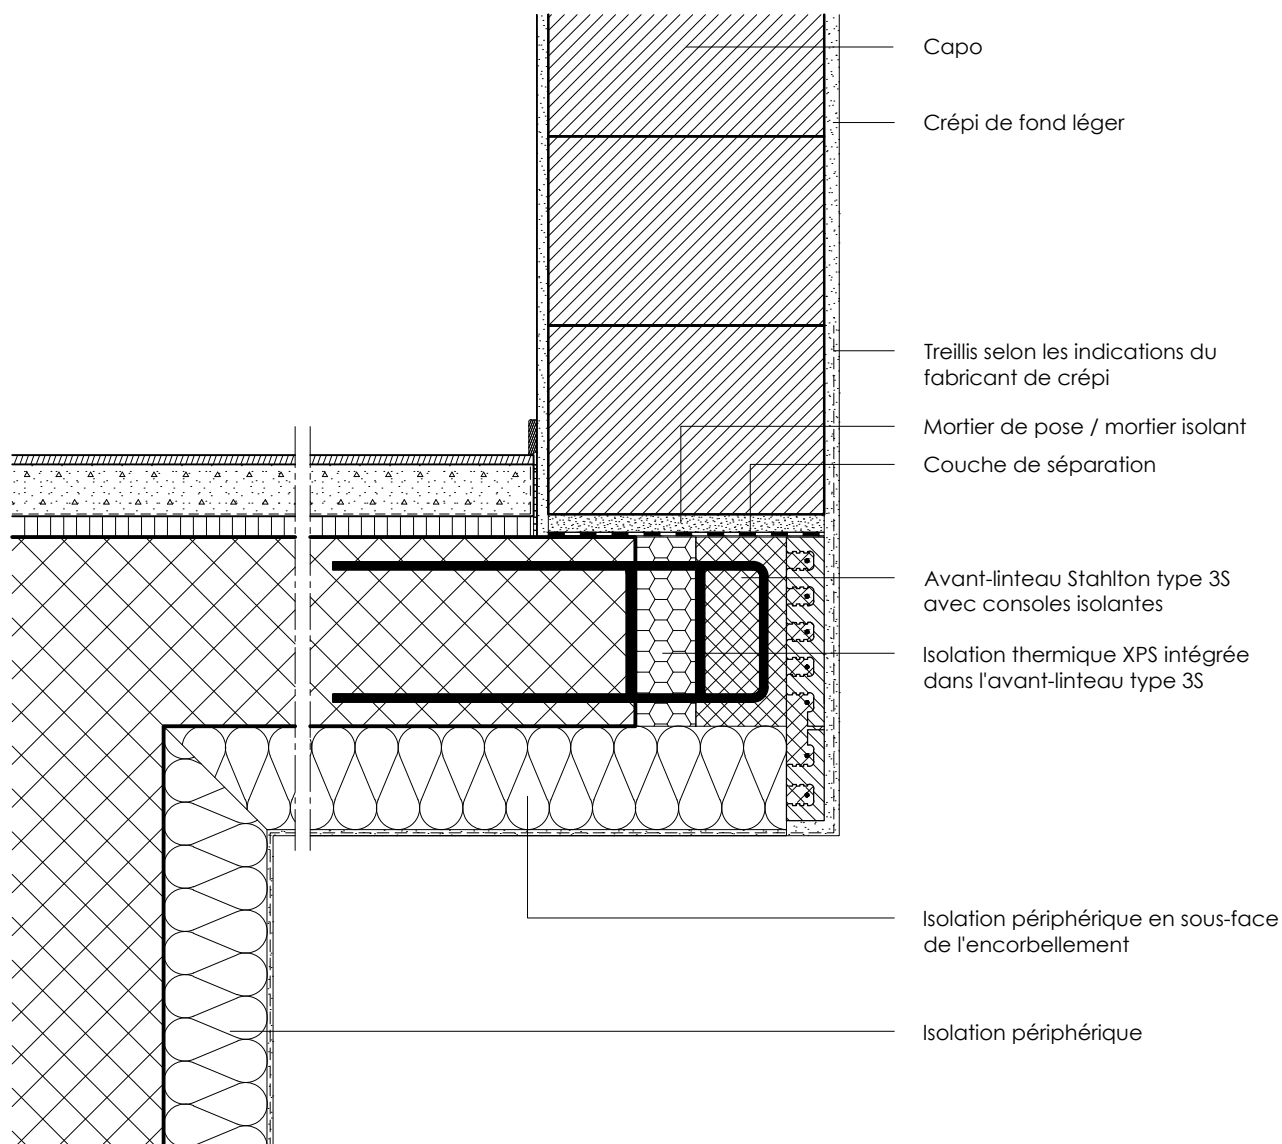 Capo
Crépi de fond léger
Treillis selon les indications du
fabricant de crépi
Mortier de pose / mortier isolant
Couche de séparation
Avant-linteau Stahlton type 3S
avec consoles isolantes
Isolation thermique XPS intégrée
dans l'avant-linteau type 3S
Isolation périphérique en sous-face
de l'encorbellement
Isolation périphérique